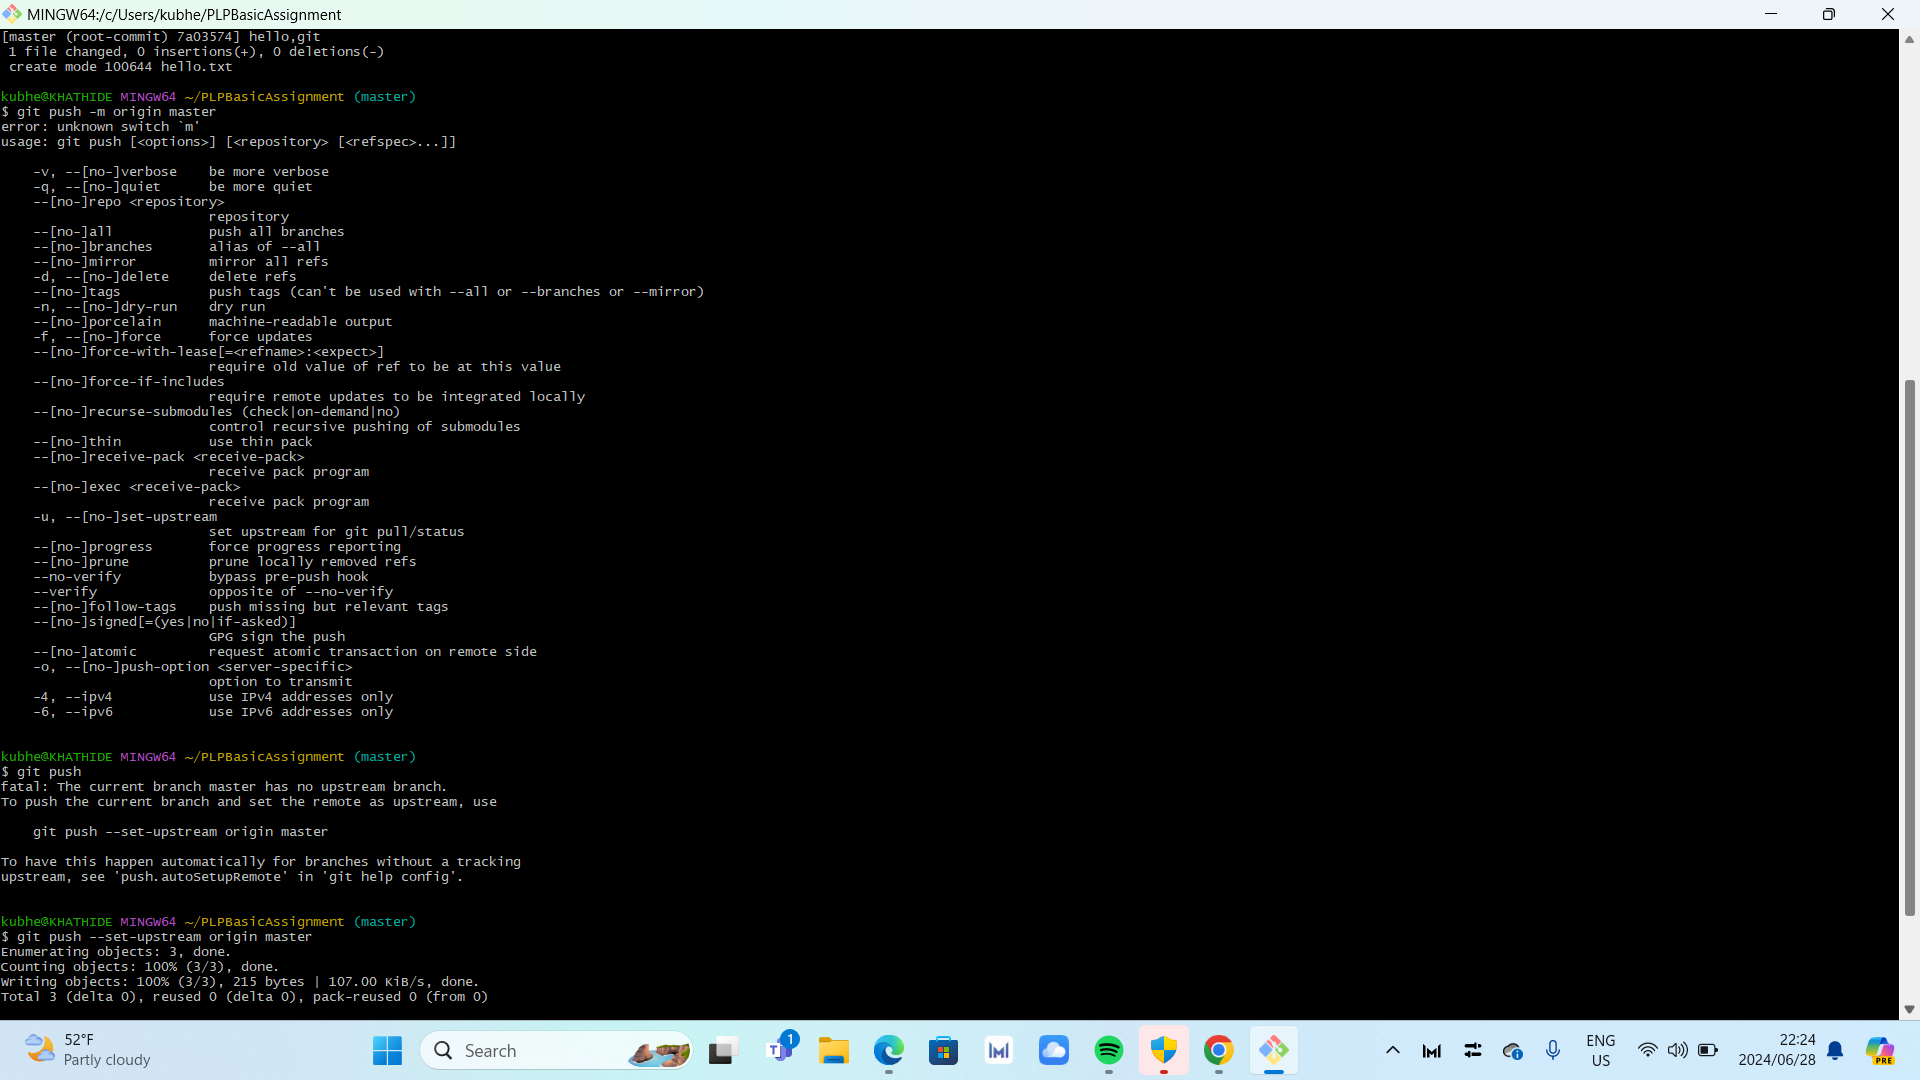 MINGW64:/c/Users/kubhe/PLPBasicAssignment
[master (root-commit) 7a03574] hello,git
 1 file changed, 0 insertions(+), 0 deletions(-)
 create mode 100644 hello.txt
kubhe@KHATHIDE MINGW64 ~/PLPBasicAssignment (master)
$ git push -m origin master
error: unknown switch `m'
usage: git push [<options>] [<repository> [<refspec>...]]
    -v, --[no-]verbose    be more verbose
    -q, --[no-]quiet      be more quiet
    --[no-]repo <repository>
                          repository
    --[no-]all            push all branches
    --[no-]branches       alias of --all
    --[no-]mirror         mirror all refs
    -d, --[no-]delete     delete refs
    --[no-]tags           push tags (can't be used with --all or --branches or --mirror)
    -n, --[no-]dry-run    dry run
    --[no-]porcelain      machine-readable output
    -f, --[no-]force      force updates
    --[no-]force-with-lease[=<refname>:<expect>]
                          require old value of ref to be at this value
    --[no-]force-if-includes
                          require remote updates to be integrated locally
    --[no-]recurse-submodules (check|on-demand|no)
                          control recursive pushing of submodules
    --[no-]thin           use thin pack
    --[no-]receive-pack <receive-pack>
                          receive pack program
    --[no-]exec <receive-pack>
                          receive pack program
    -u, --[no-]set-upstream
                          set upstream for git pull/status
    --[no-]progress       force progress reporting
    --[no-]prune          prune locally removed refs
    --no-verify           bypass pre-push hook
    --verify              opposite of --no-verify
    --[no-]follow-tags    push missing but relevant tags
    --[no-]signed[=(yes|no|if-asked)]
                          GPG sign the push
    --[no-]atomic         request atomic transaction on remote side
    -o, --[no-]push-option <server-specific>
                          option to transmit
    -4, --ipv4            use IPv4 addresses only
    -6, --ipv6            use IPv6 addresses only
kubhe@KHATHIDE MINGW64 ~/PLPBasicAssignment (master)
$ git push
fatal: The current branch master has no upstream branch.
To push the current branch and set the remote as upstream, use
    git push --set-upstream origin master
To have this happen automatically for branches without a tracking
upstream, see 'push.autoSetupRemote' in 'git help config'.
kubhe@KHATHIDE MINGW64 ~/PLPBasicAssignment (master)
$ git push --set-upstream origin master
Enumerating objects: 3, done.
Counting objects: 100% (3/3), done.
Writing objects: 100% (3/3), 215 bytes | 107.00 KiB/s, done.
Total 3 (delta 0), reused 0 (delta 0), pack-reused 0 (from 0)
52°F
Partly cloudy
Search
1
ENG
US
22:24
2024/06/28
PRE